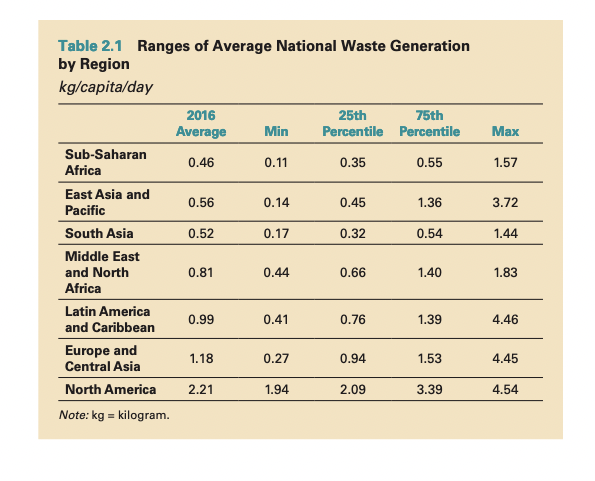 Table 2.1 Ranges of Average National Waste Generation
by Region
kg/capita/day
2016 Average Min 25th Percentile 75th Percentile Max
Sub-Saharan Africa 0.46 0.11 0.35 0.55 1.57
East Asia and Pacific 0.56 0.14 0.45 1.36 3.72
South Asia 0.52 0.17 0.32 0.54 1.44
Middle East and North Africa 0.81 0.44 0.66 1.40 1.83
Latin America and Caribbean 0.99 0.41 0.76 1.39 4.46
Europe and Central Asia 1.18 0.27 0.94 1.53 4.45
North America 2.21 1.94 2.09 3.39 4.54
Note: kg = kilogram.